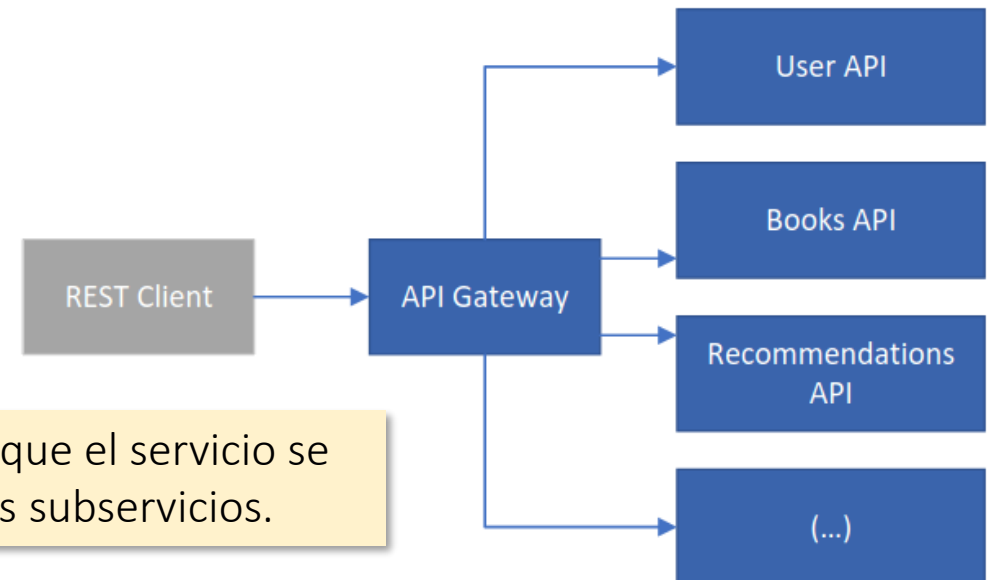 User API
Books API
REST Client
API Gateway
Recommendations
API
que el servicio se
s subservicios.
(...)